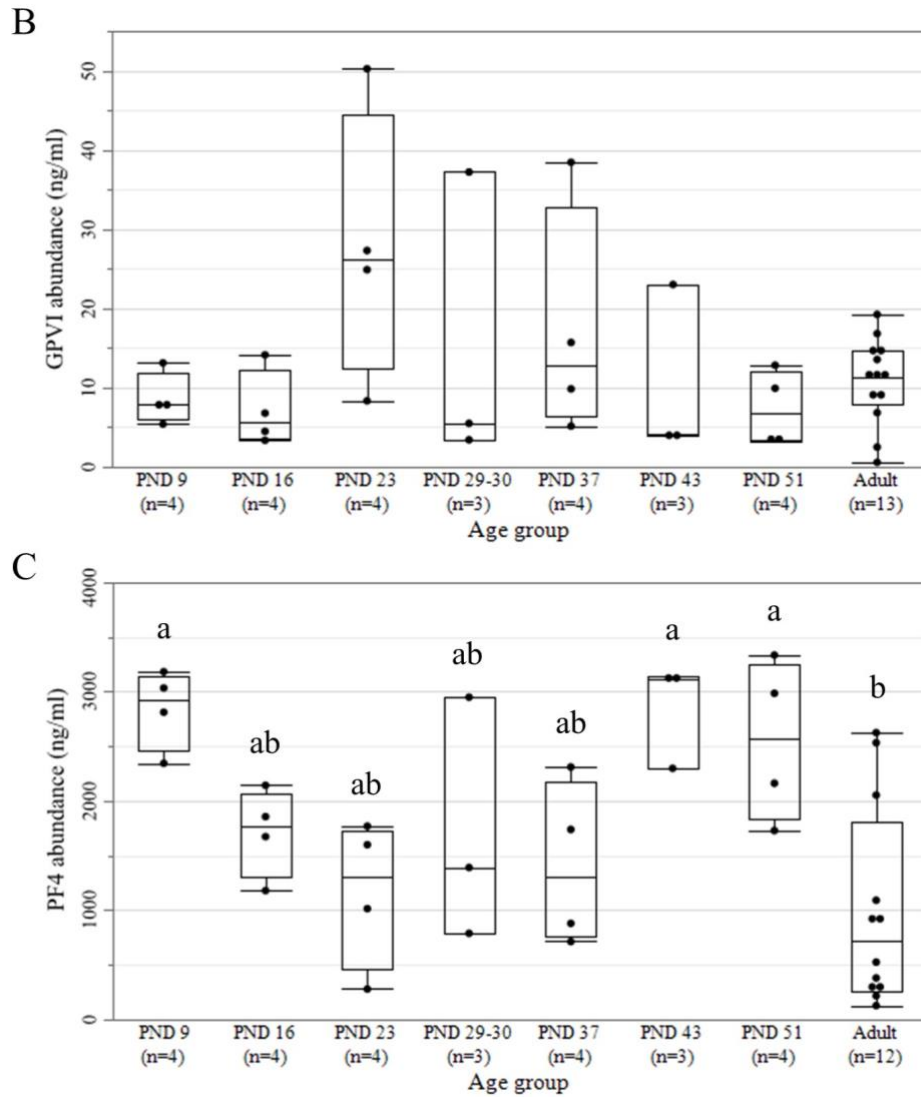 B
GPVI abundance (ng/ml)
50
40
30
20
10
0
PND 9 PND 16 PND 23 PND 29-30 PND 37 PND 43 PND 51 Adult
(n=4) (n=4) (n=4) (n=3) (n=4) (n=3) (n=4) (n=13)
Age group
C
PF4 abundance (ng/ml)
4000
3000
2000
1000
0
a ab ab ab ab a a b
PND 9 PND 16 PND 23 PND 29-30 PND 37 PND 43 PND 51 Adult
(n=4) (n=4) (n=4) (n=3) (n=4) (n=3) (n=4) (n=12)
Age group